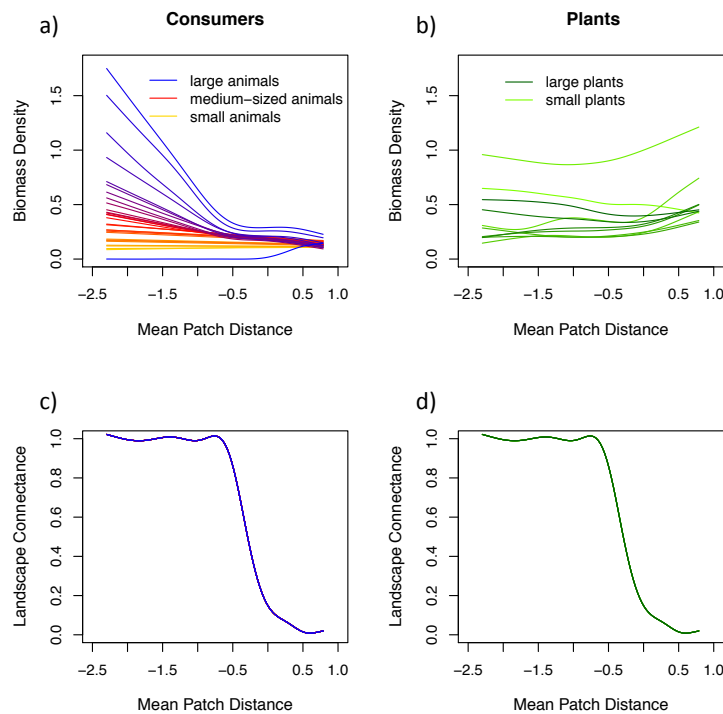 Consumers
Plants
a)
b)
large animals
medium-sized animals
small animals
large plants
small plants
Biomass Density
0.0 0.5 1.0 1.5
−2.5 −1.5 −0.5 0.5 1.0
Mean Patch Distance
Biomass Density
0.0 0.5 1.0 1.5
−2.5 −1.5 −0.5 0.5 1.0
Mean Patch Distance
c)
d)
Landscape Connectance
0.0 0.2 0.4 0.6 0.8 1.0
−2.5 −1.5 −0.5 0.5 1.0
Mean Patch Distance
Landscape Connectance
0.0 0.2 0.4 0.6 0.8 1.0
−2.5 −1.5 −0.5 0.5 1.0
Mean Patch Distance